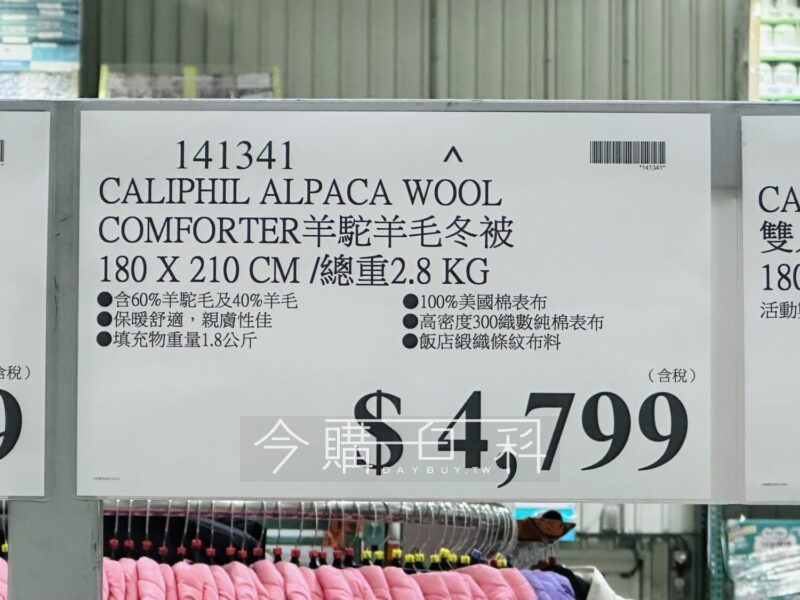 141341 ^
*141341*
CALIPHIL ALPACA WOOL
COMFORTER羊駝羊毛冬被
180 X 210 CM /總重2.8 KG
●含60%羊駝毛及40%羊毛
●保暖舒適，親膚性佳
●填充物重量1.8公斤
●100%美國棉表布
●高密度300織數純棉表布
●飯店緞織條紋布料
(含稅)
$ 4,799
今購百科
DAYBUY.TW
含稅)
9
CA
雙
180
活動